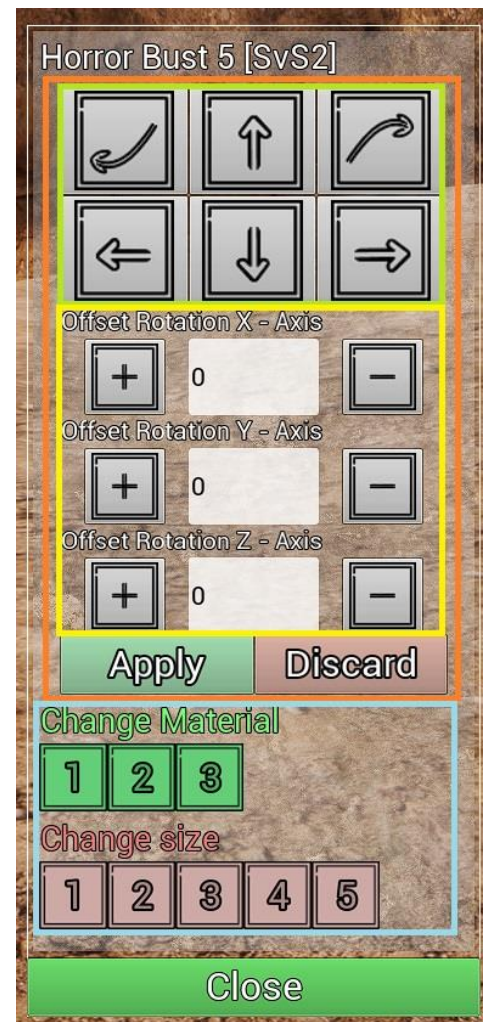 Horror Bust 5 [SvS2]
Offset Rotation X - Axis
+ 0 -
Offset Rotation Y - Axis
+ 0 -
Offset Rotation Z - Axis
+ 0 -
Apply Discard
Change Material
1 2 3
Change size
1 2 3 4 5
Close